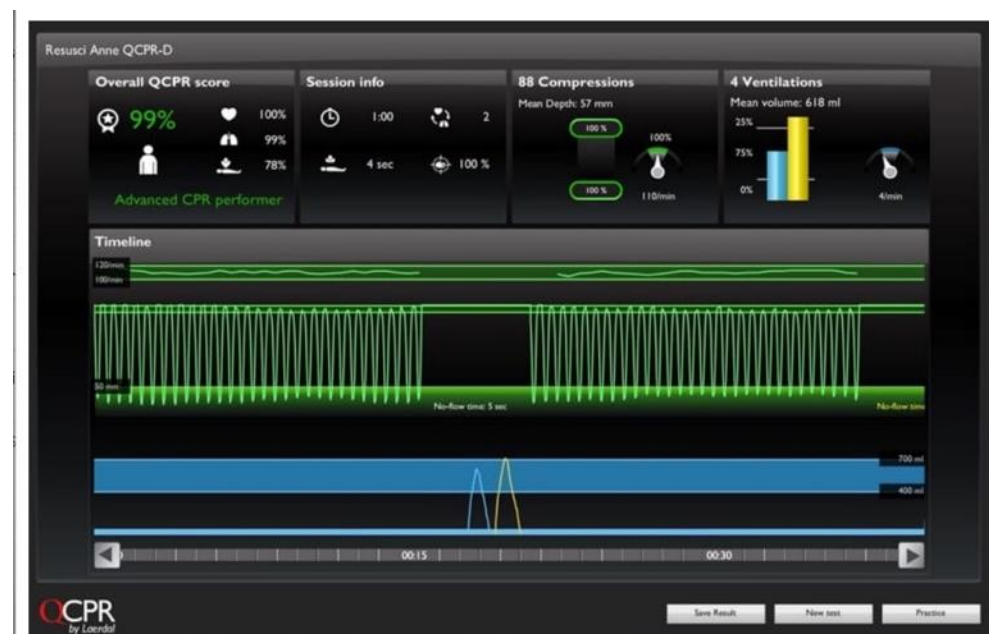 Resusci Anne QCPR-D
Overall QCPR score
99%
100%
99%
78%
Advanced CPR performer
Session info
1:00
2
4 sec
100 %
88 Compressions
Mean Depth: 57 mm
100 %
100%
100 %
110/min
4 Ventilations
Mean volume: 618 ml
25%
75%
0%
4/min
Timeline
120/min
100/min
50 mm
No-flow time: 5 sec
No-flow time
700 ml
400 ml
00:15
00:30
QCPR
by Laerdal
Save Result
New test
Practice